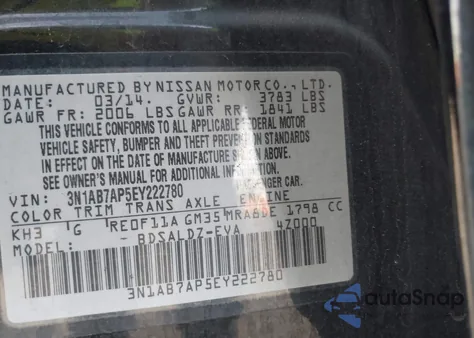 MANUFACTURED BY NISSAN MOTOR CO., LTD.
DATE: 03/14. GVWR: 3783 LBS
GAWR FR: 2006 LBS GAWR RR: 1841 LBS
THIS VEHICLE CONFORMS TO ALL APPLICABLE FEDERAL MOTOR
VEHICLE SAFETY, BUMPER AND THEFT PREVENTION STANDARDS
IN EFFECT ON THE DATE OF MANUFACTURE SHOWN ABOVE.
SEE OWNER'S MANUAL FOR ADDITIONAL INFORMATION.
VIN: 3N1AB7AP5EY222780 PASSENGER CAR.
COLOR TRIM TRANS AXLE ENGINE
KH3 G RE0F11A GM35 MRA8DE 1798 CC
MODEL: BDSALDZ-EVA 4Z000
3N1AB7AP5EY222780
autoSnap